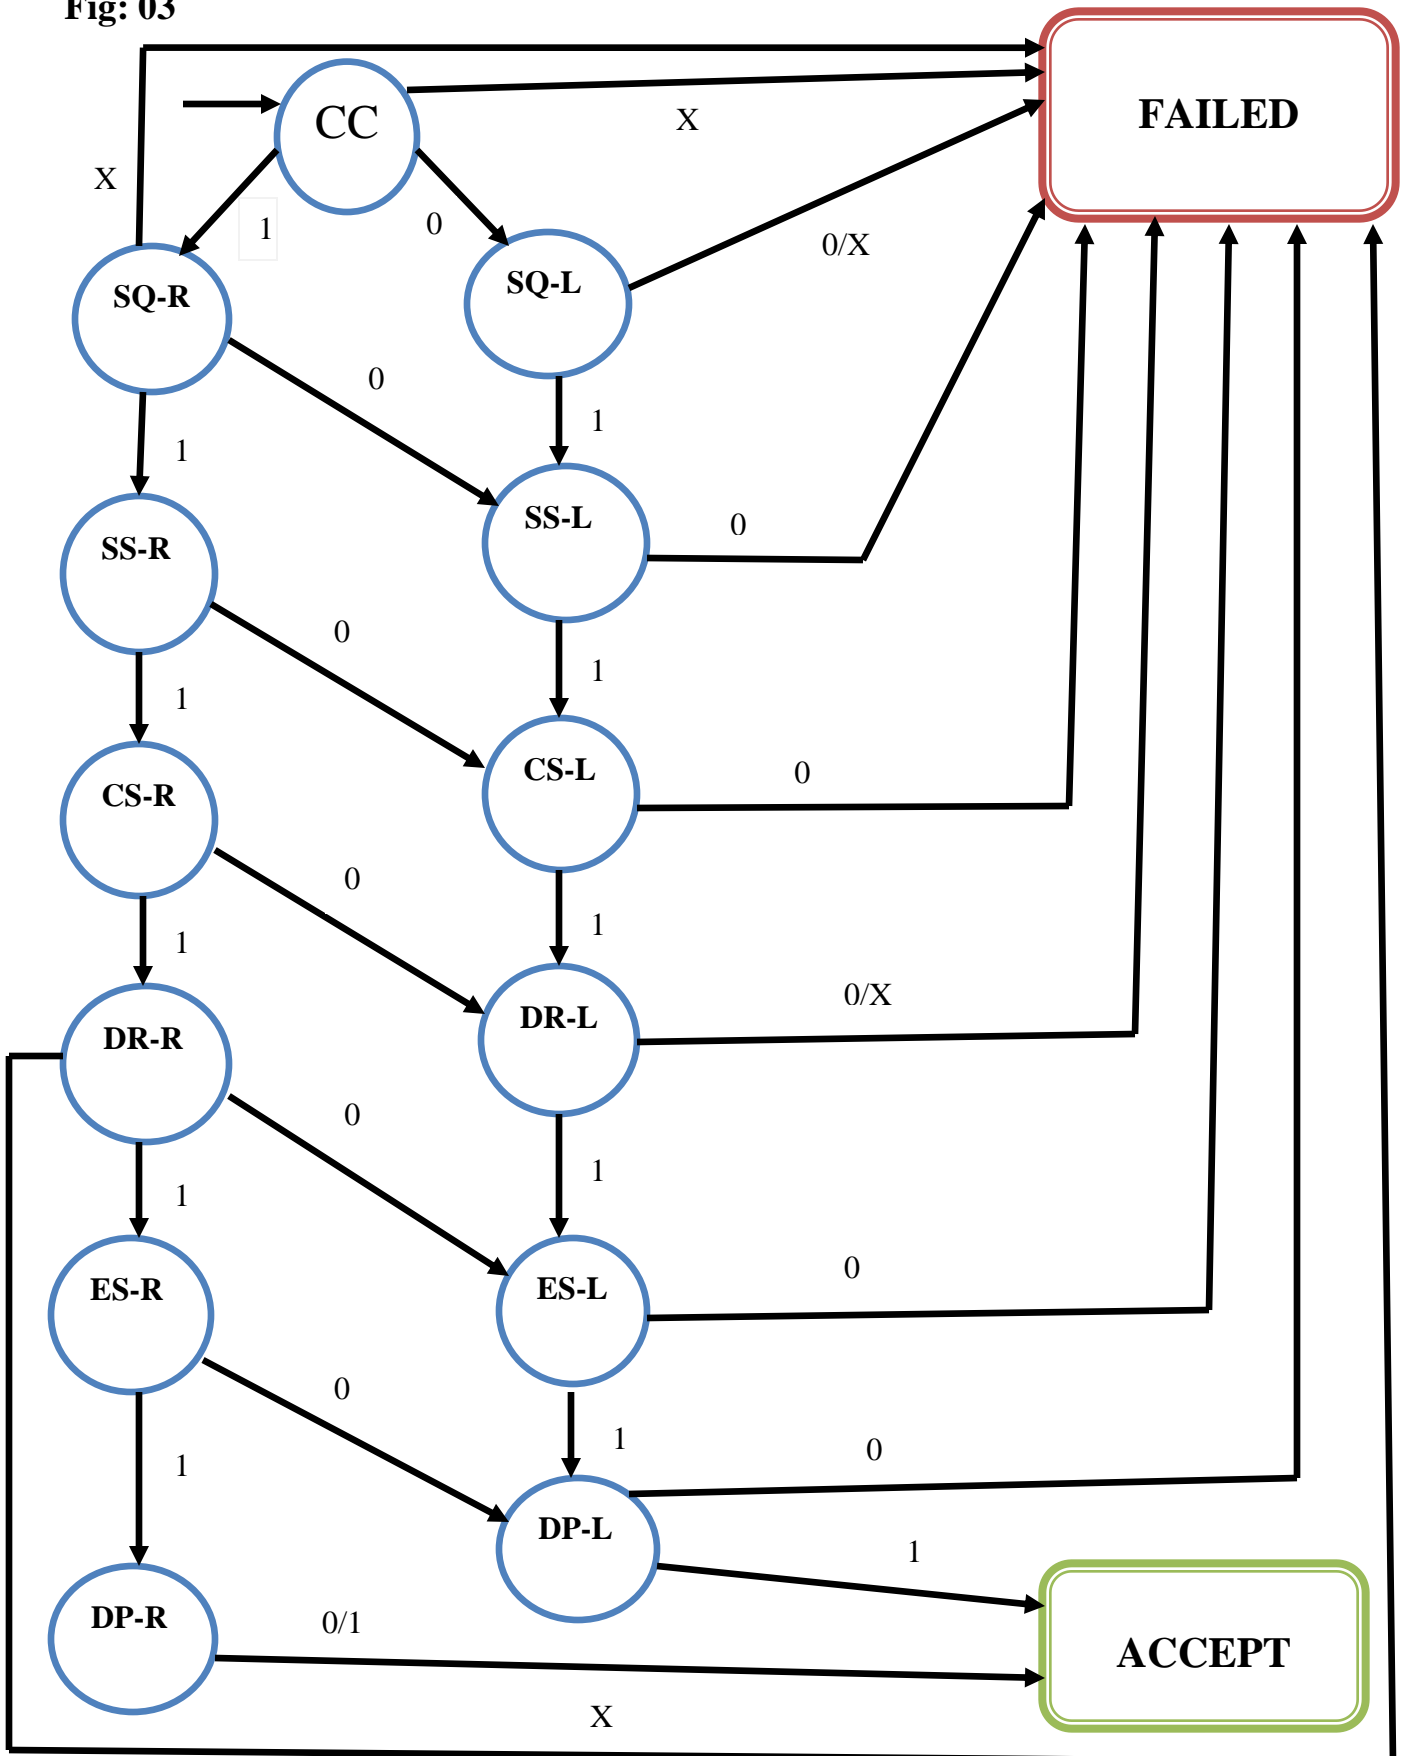 Fig: 03
FAILED
CC
X
X
1
0
0/X
SQ-R
SQ-L
0
1
1
SS-L
0
SS-R
0
1
1
CS-L
0
CS-R
0
1
1
DR-L
0/X
DR-R
0
1
1
ES-L
0
ES-R
0
1
0
1
DP-L
1
DP-R
0/1
ACCEPT
X